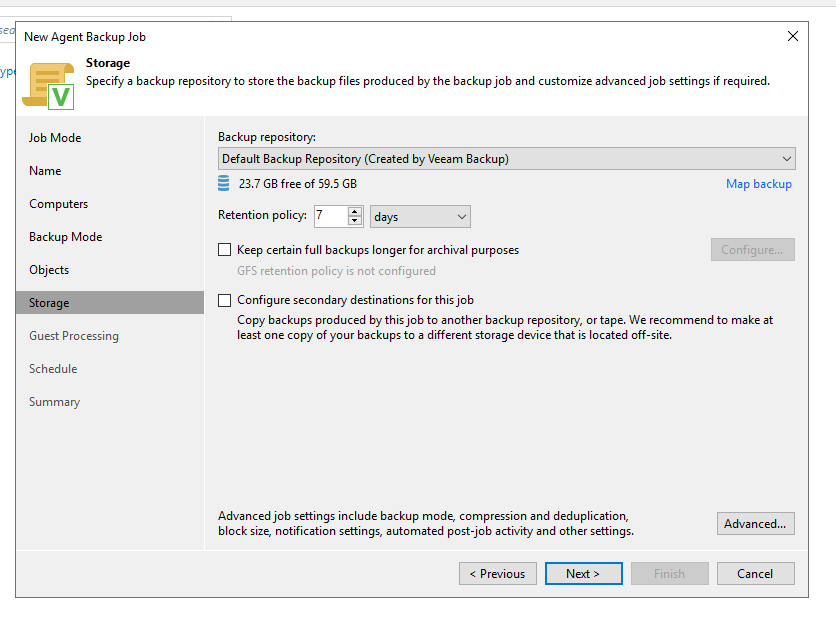 New Agent Backup Job
Storage
Specify a backup repository to store the backup files produced by the backup job and customize advanced job settings if required.
Job Mode
Name
Computers
Backup Mode
Objects
Storage
Guest Processing
Schedule
Summary
Backup repository:
Default Backup Repository (Created by Veeam Backup)
23.7 GB free of 59.5 GB
Map backup
Retention policy: 7 days
Keep certain full backups longer for archival purposes
Configure...
GFS retention policy is not configured
Configure secondary destinations for this job
Copy backups produced by this job to another backup repository, or tape. We recommend to make at
least one copy of your backups to a different storage device that is located off-site.
Advanced job settings include backup mode, compression and deduplication,
block size, notification settings, automated post-job activity and other settings.
Advanced...
< Previous
Next >
Finish
Cancel